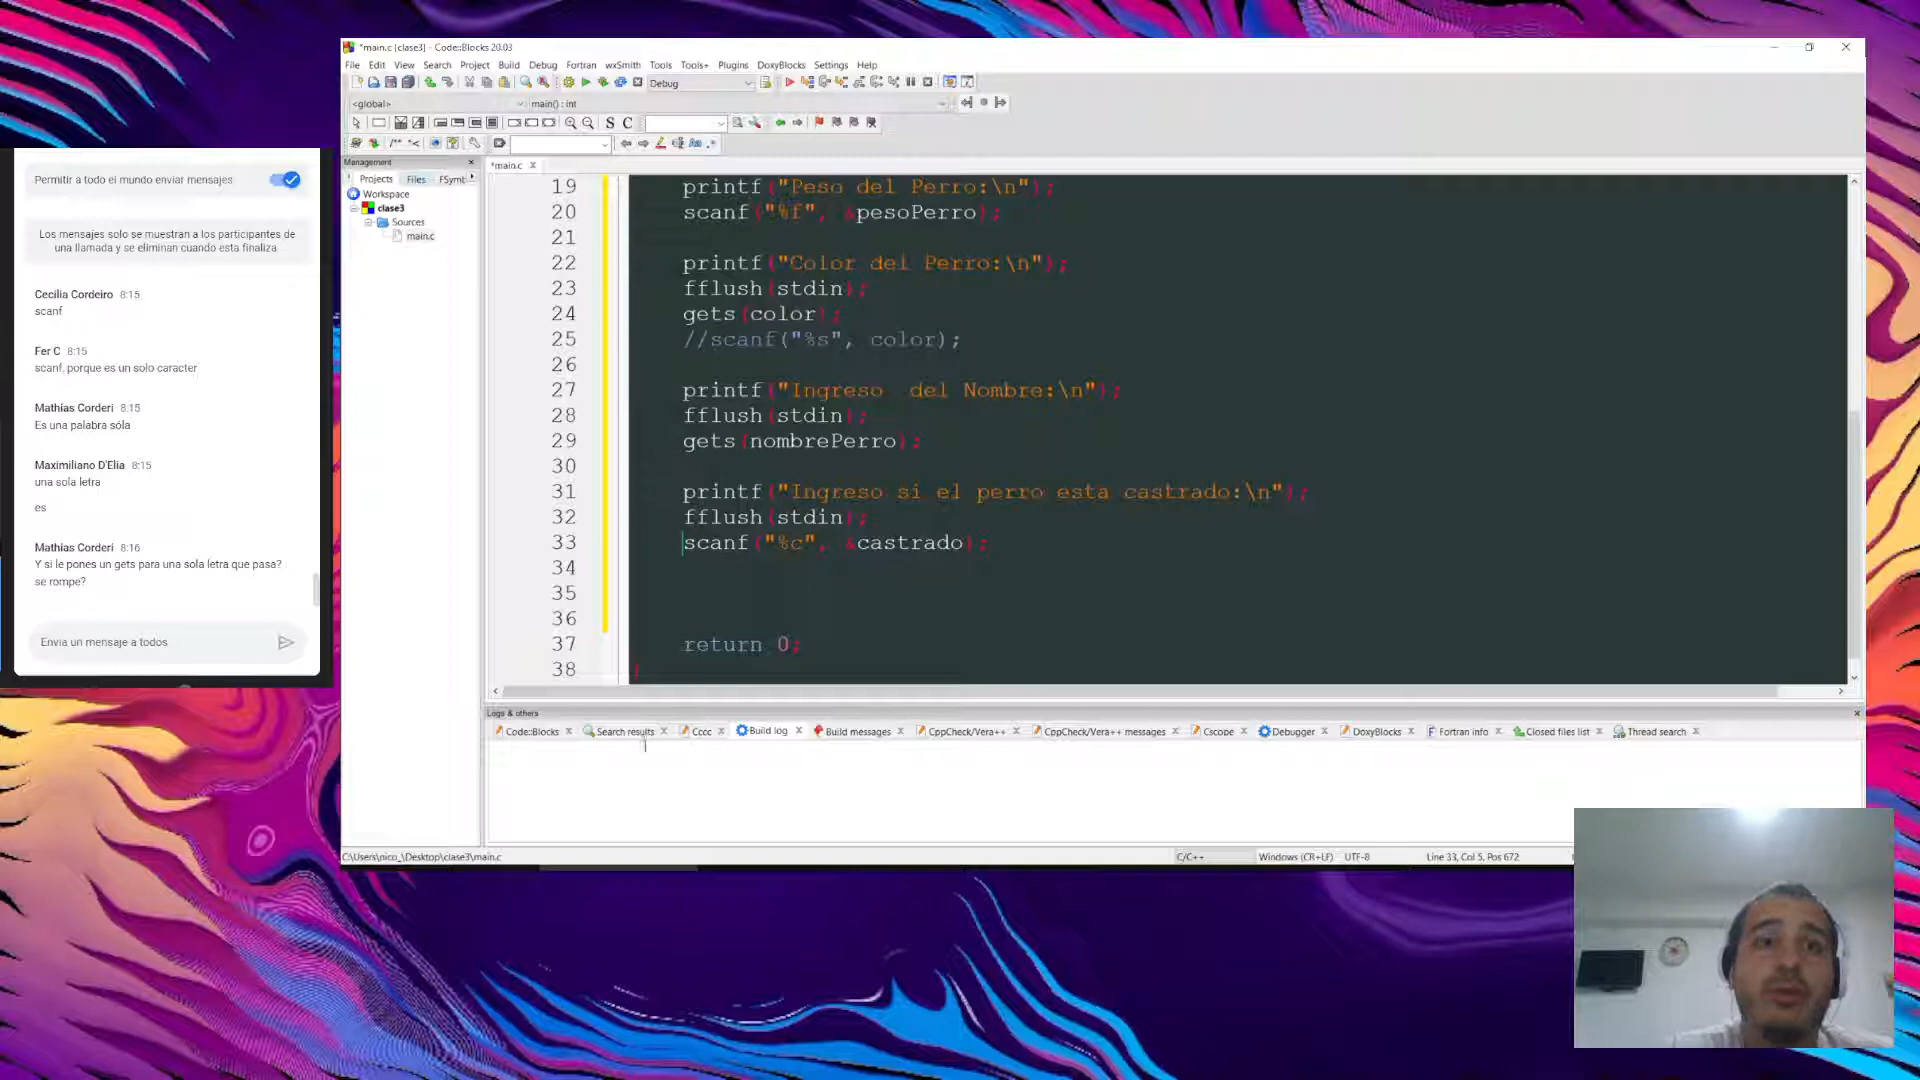 *main.c [clase3] - Code::Blocks 20.03
File Edit View Search Project Build Debug Fortran wxSmith Tools Tools+ Plugins DoxyBlocks Settings Help
Debug
<global>
main() : int
S C
Management
Projects Files FSymb
Workspace
clase3
Sources
main.c
*main.c
19 printf("Peso del Perro:\n");
20 scanf("%f", &pesoPerro);
21
22 printf("Color del Perro:\n");
23 fflush(stdin);
24 gets(color);
25 //scanf("%s", color);
26
27 printf("Ingreso  del Nombre:\n");
28 fflush(stdin);
29 gets(nombrePerro);
30
31 printf("Ingreso si el perro esta castrado:\n");
32 fflush(stdin);
33 scanf("%c", &castrado);
34
35
36
37 return 0;
38 }
Logs & others
Code::Blocks Search results Cccc Build log Build messages CppCheck/Vera++ CppCheck/Vera++ messages Cscope Debugger DoxyBlocks Fortran info Closed files list Thread search
C:\Users\nico_\Desktop\clase3\main.c
C/C++ Windows (CR+LF) UTF-8 Line 33, Col 5, Pos 672
Permitir a todo el mundo enviar mensajes
Los mensajes solo se muestran a los participantes de
una llamada y se eliminan cuando esta finaliza
Cecilia Cordeiro 8:15
scanf
Fer C 8:15
scanf, porque es un solo caracter
Mathías Corderí 8:15
Es una palabra sóla
Maximiliano D'Elia 8:15
una sola letra
es
Mathías Corderí 8:16
Y si le pones un gets para una sola letra que pasa?
se rompe?
Envía un mensaje a todos